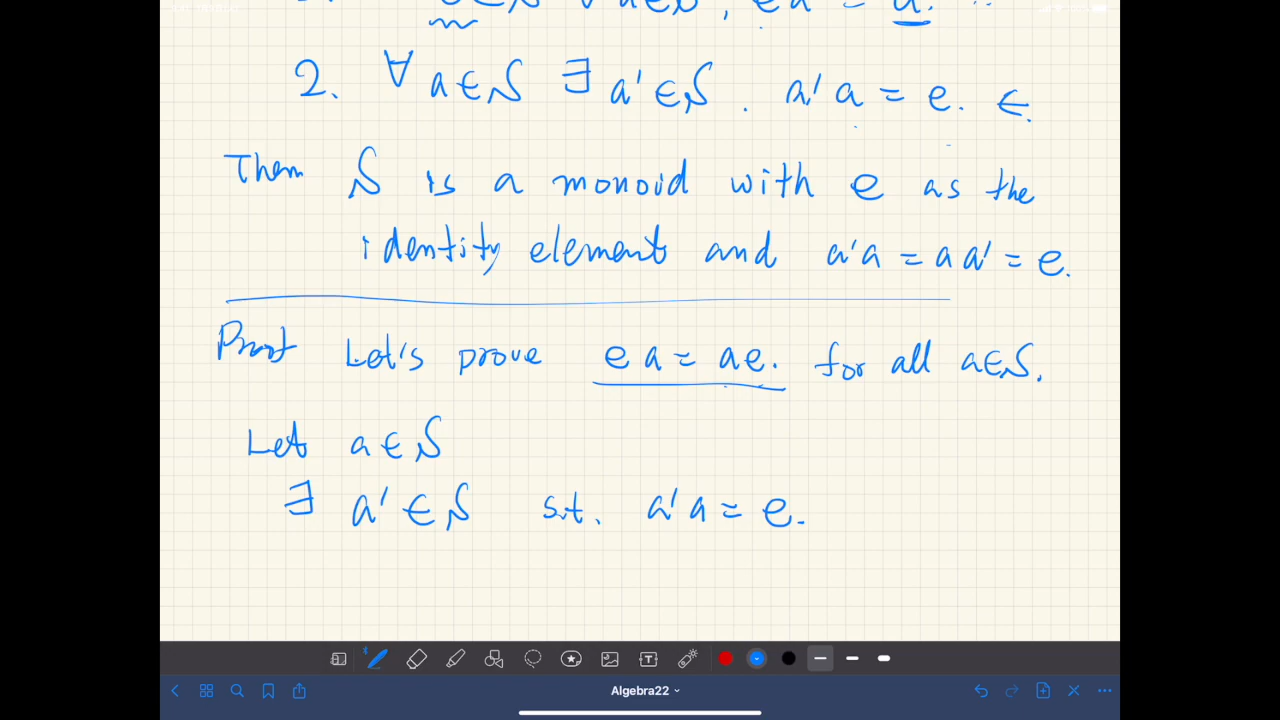 ∈S ∀ a∈S, ea = a.
2. ∀ a∈S ∃ a'∈S. a'a = e. ←
Then S is a monoid with e as the
identity element and a'a = aa' = e.
Proof Let's prove ea = ae. for all a∈S.
Let a∈S
∃ a'∈S s.t. a'a = e.
T
Algebra22